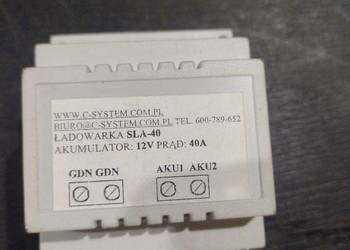 WWW.C-SYSTEM.COM.PL
BIURO@C-SYSTEM.COM.PL TEL. 600-789-652
ŁADOWARKA SLA-40
AKUMULATOR: 12V PRĄD: 40A
GDN GDN AKU1 AKU2